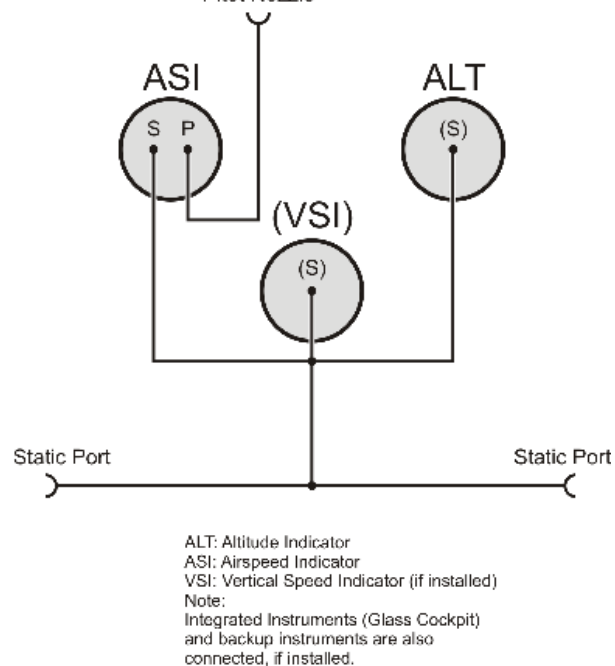 ASI
ALT
S P
(S)
(VSI)
(S)
Static Port
Static Port
ALT: Altitude Indicator
ASI: Airspeed Indicator
VSI: Vertical Speed Indicator (if installed)
Note:
Integrated Instruments (Glass Cockpit)
and backup instruments are also
connected, if installed.